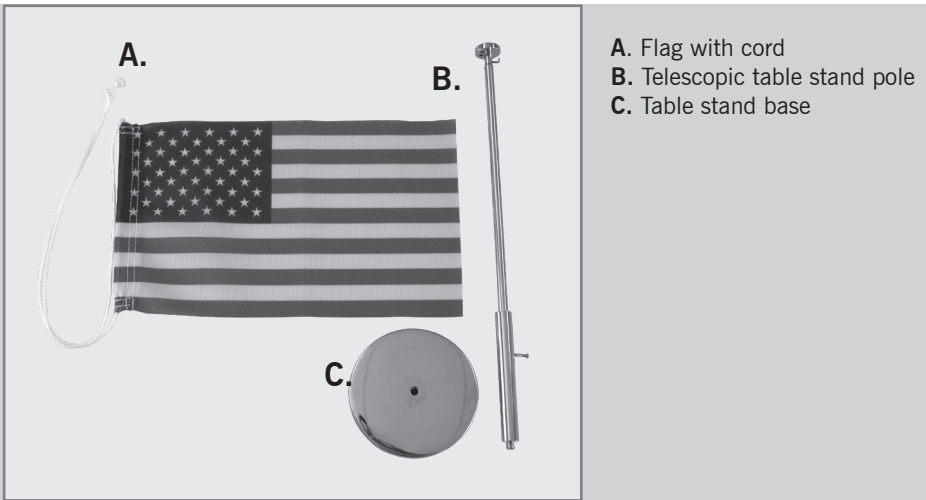 A.
B.
C.
A. Flag with cord
B. Telescopic table stand pole
C. Table stand base